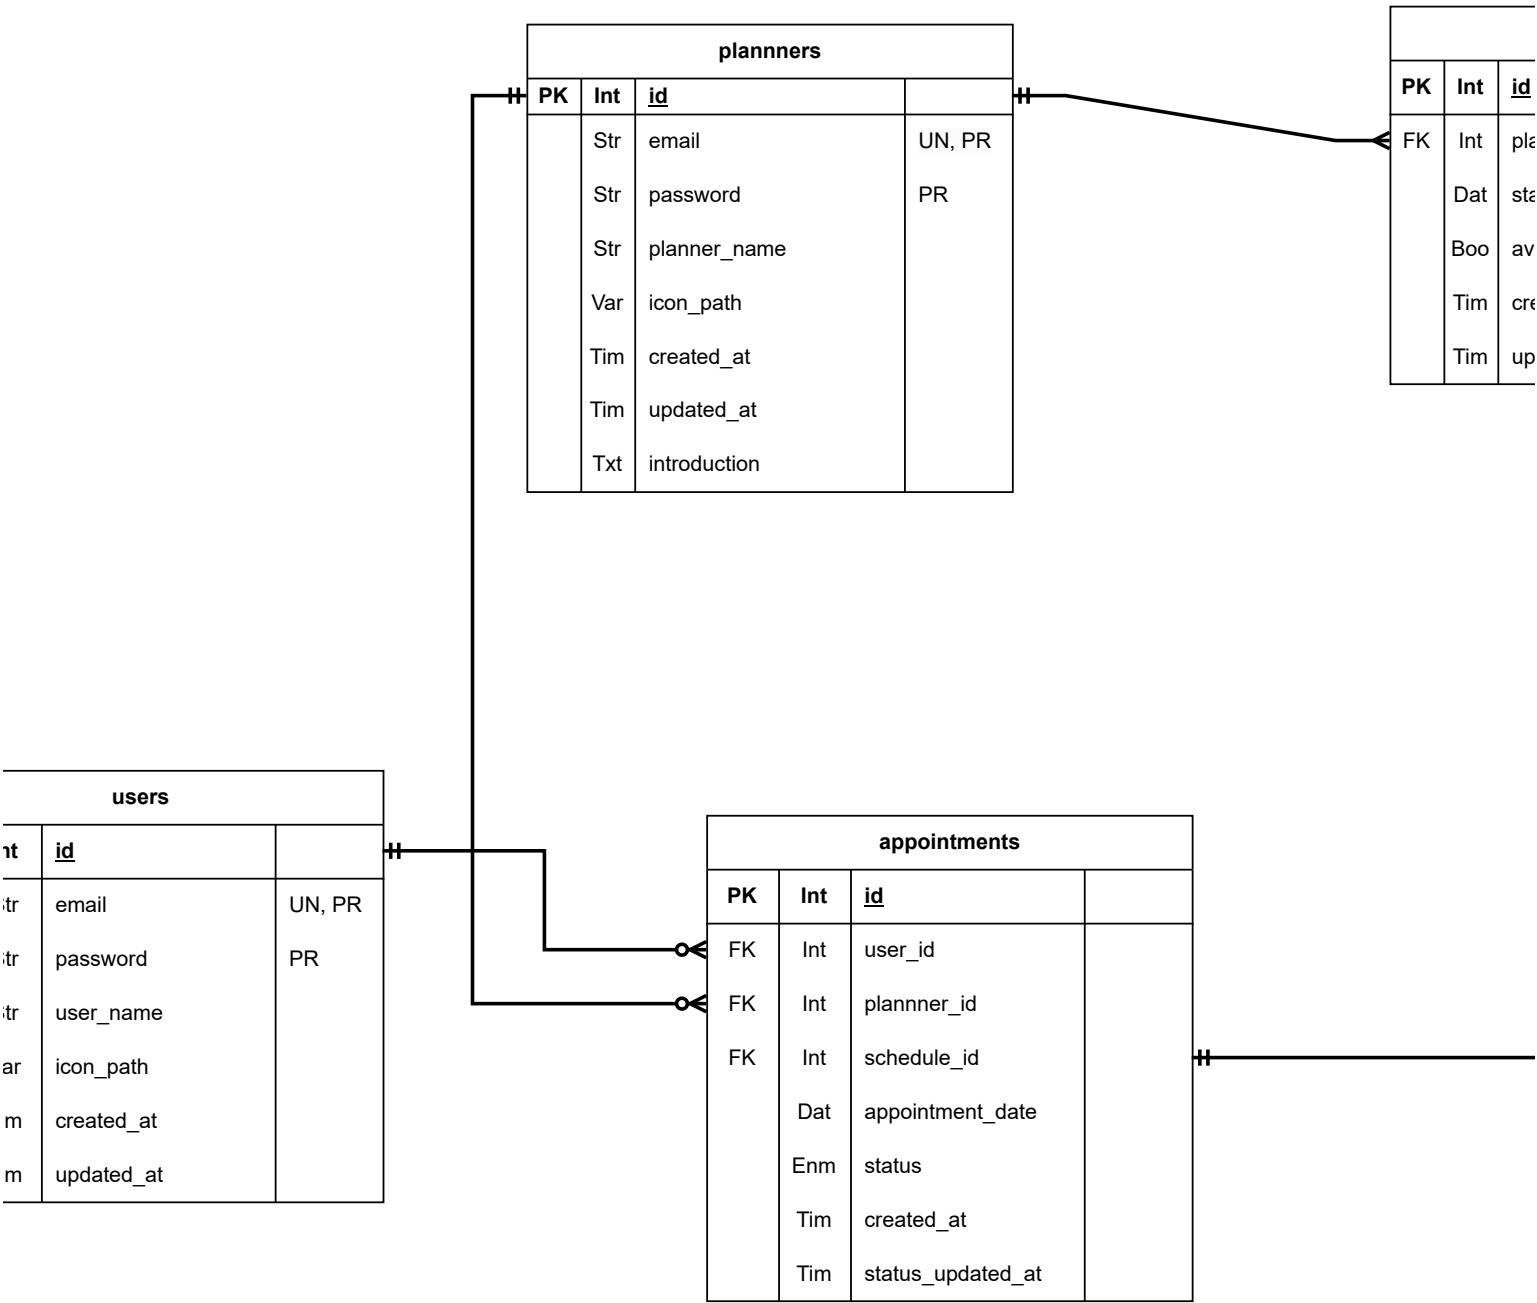 plannners
PK Int id
Str email UN, PR
Str password PR
Str planner_name
Var icon_path
Tim created_at
Tim updated_at
Txt introduction
PK Int id
FK Int
Dat
Boo
Tim
Tim
users
id
email UN, PR
password PR
user_name
icon_path
created_at
updated_at
appointments
PK Int id
FK Int user_id
FK Int plannner_id
FK Int schedule_id
Dat appointment_date
Enm status
Tim created_at
Tim status_updated_at